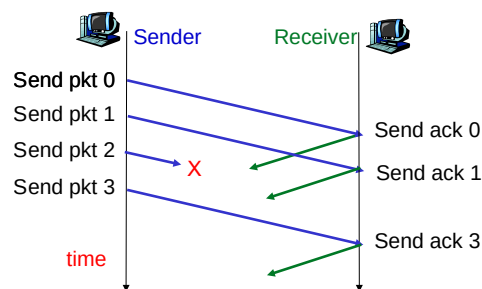 Sender
Receiver
Send pkt 0
Send pkt 1
Send pkt 2
Send pkt 3
X
Send ack 0
Send ack 1
Send ack 3
time